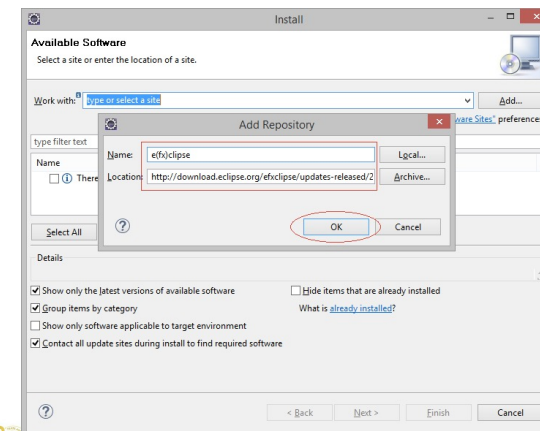 Install
Available Software
Select a site or enter the location of a site.
Work with: type or select a site
Add...
ware Sites" preference
Add Repository
Name: e(fx)clipse
Local...
Location: http://download.eclipse.org/efxclipse/updates-released/2
Archive...
OK
Cancel
type filter text
Name
There
Select All
Details
Show only the latest versions of available software
Hide items that are already installed
Group items by category
What is already installed?
Show only software applicable to target environment
Contact all update sites during install to find required software
< Back
Next >
Finish
Cancel